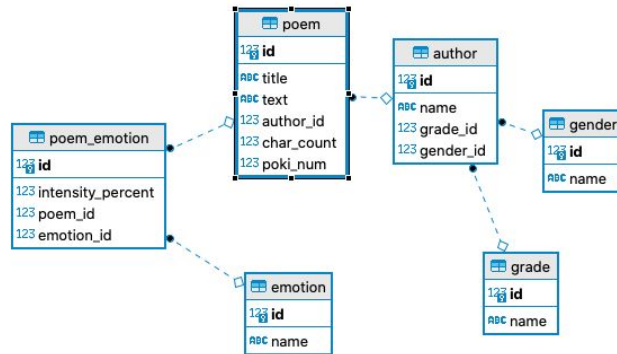 poem
123 id
ABC title
ABC text
123 author_id
123 char_count
123 poki_num
author
123 id
ABC name
123 grade_id
123 gender_id
gender
123 id
ABC name
poem_emotion
123 id
123 intensity_percent
123 poem_id
123 emotion_id
grade
123 id
ABC name
emotion
123 id
ABC name